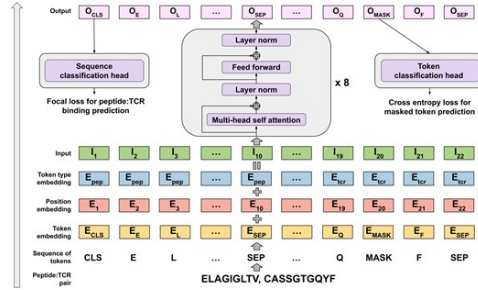 Output O_CLS O_E O_L ... O_SEP ... O_Q O_MASK O_F O_SEP
Layer norm
Sequence classification head
Feed forward
Token classification head
x 8
Layer norm
Focal loss for peptide:TCR binding prediction
Multi-head self attention
Cross entropy loss for masked token prediction
Input I_1 I_2 I_3 ... I_10 ... I_19 I_20 I_21 I_22
Token type embedding E_pep E_pep E_pep ... E_pep ... E_tcr E_tcr E_tcr E_tcr
Position embedding E_1 E_2 E_3 ... E_10 ... E_19 E_20 E_21 E_22
Token embedding E_CLS E_E E_L ... E_SEP ... E_Q E_MASK E_F E_SEP
Sequence of tokens CLS E L ... SEP ... Q MASK F SEP
Peptide:TCR pair ELAGIGLTV, CASSGTGQYF